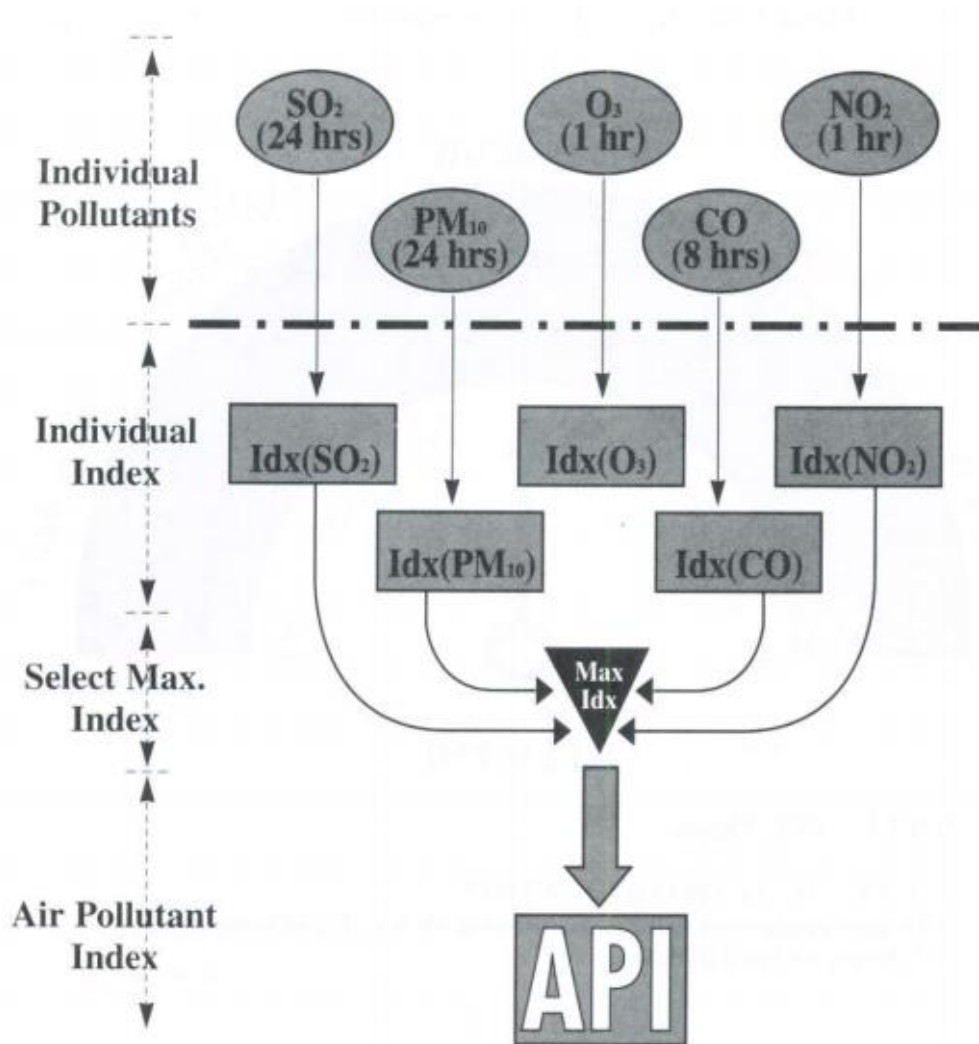 SO₂
(24 hrs)
O₃
(1 hr)
NO₂
(1 hr)
Individual
Pollutants
PM₁₀
(24 hrs)
CO
(8 hrs)
Individual
Index
Idx(SO₂)
Idx(O₃)
Idx(NO₂)
Idx(PM₁₀)
Idx(CO)
Select Max.
Index
Max
Idx
Air Pollutant
Index
API